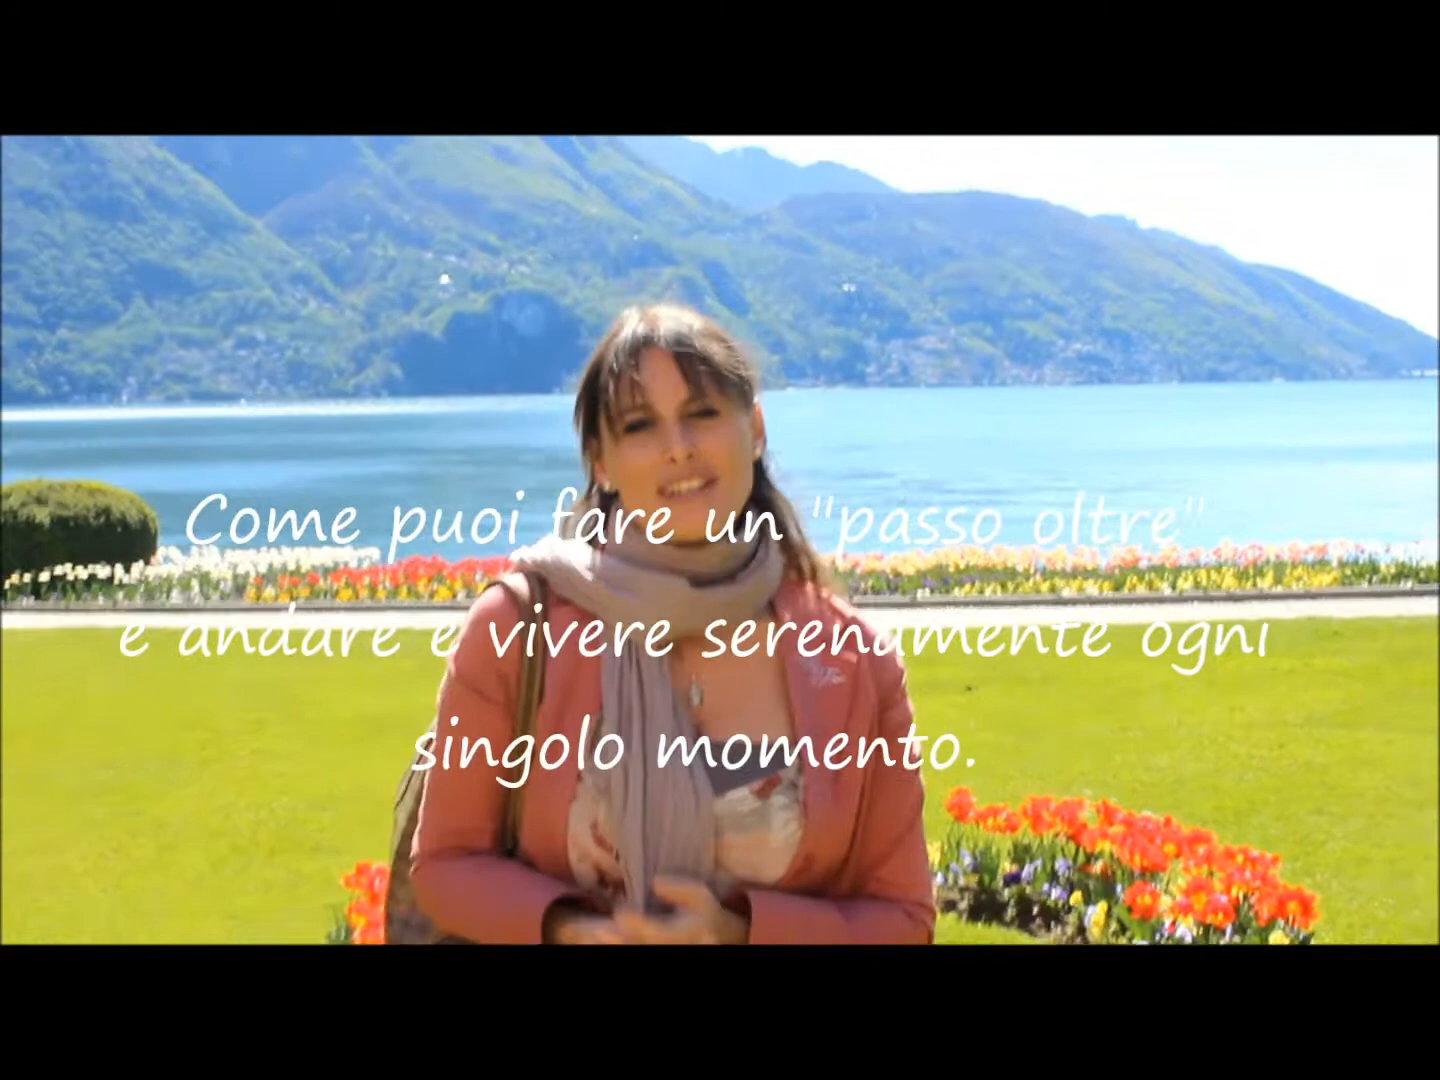 Come puoi fare un "passo oltre"
e andare e vivere serenamente ogni
singolo momento.